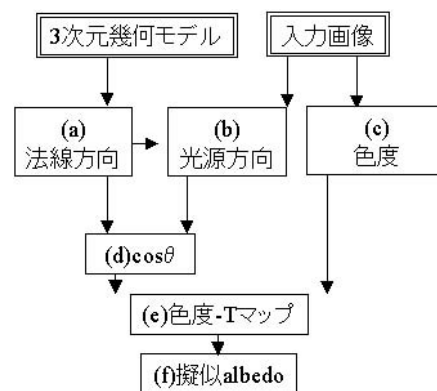 3次元幾何モデル
入力画像
(a)
法線方向
(b)
光源方向
(c)
色度
(d)cosθ
(e)色度-Tマップ
(f)擬似albedo